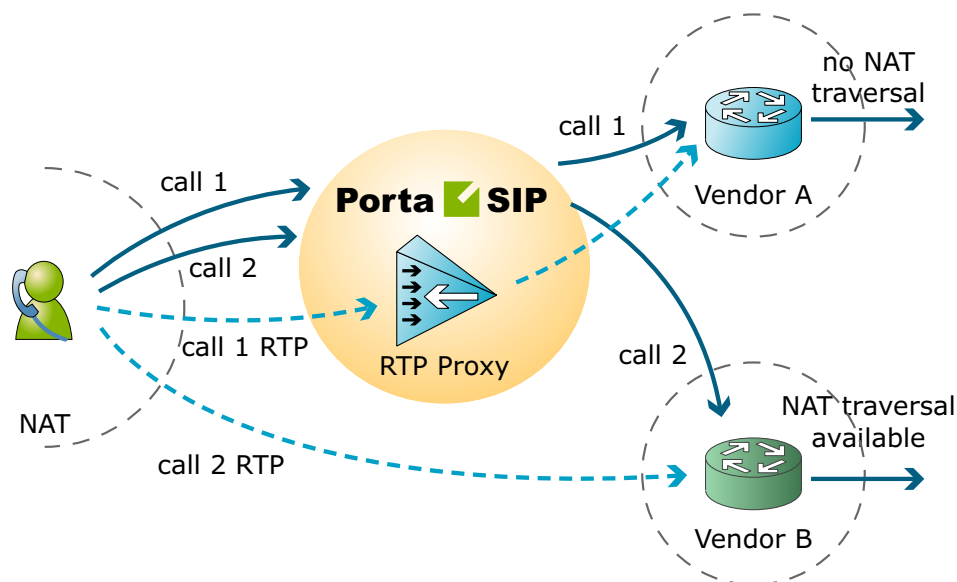 no NAT
traversal
call 1
Vendor A
call 1
Porta SIP
call 2
call 1 RTP
RTP Proxy
call 2
NAT
NAT traversal
available
call 2 RTP
Vendor B